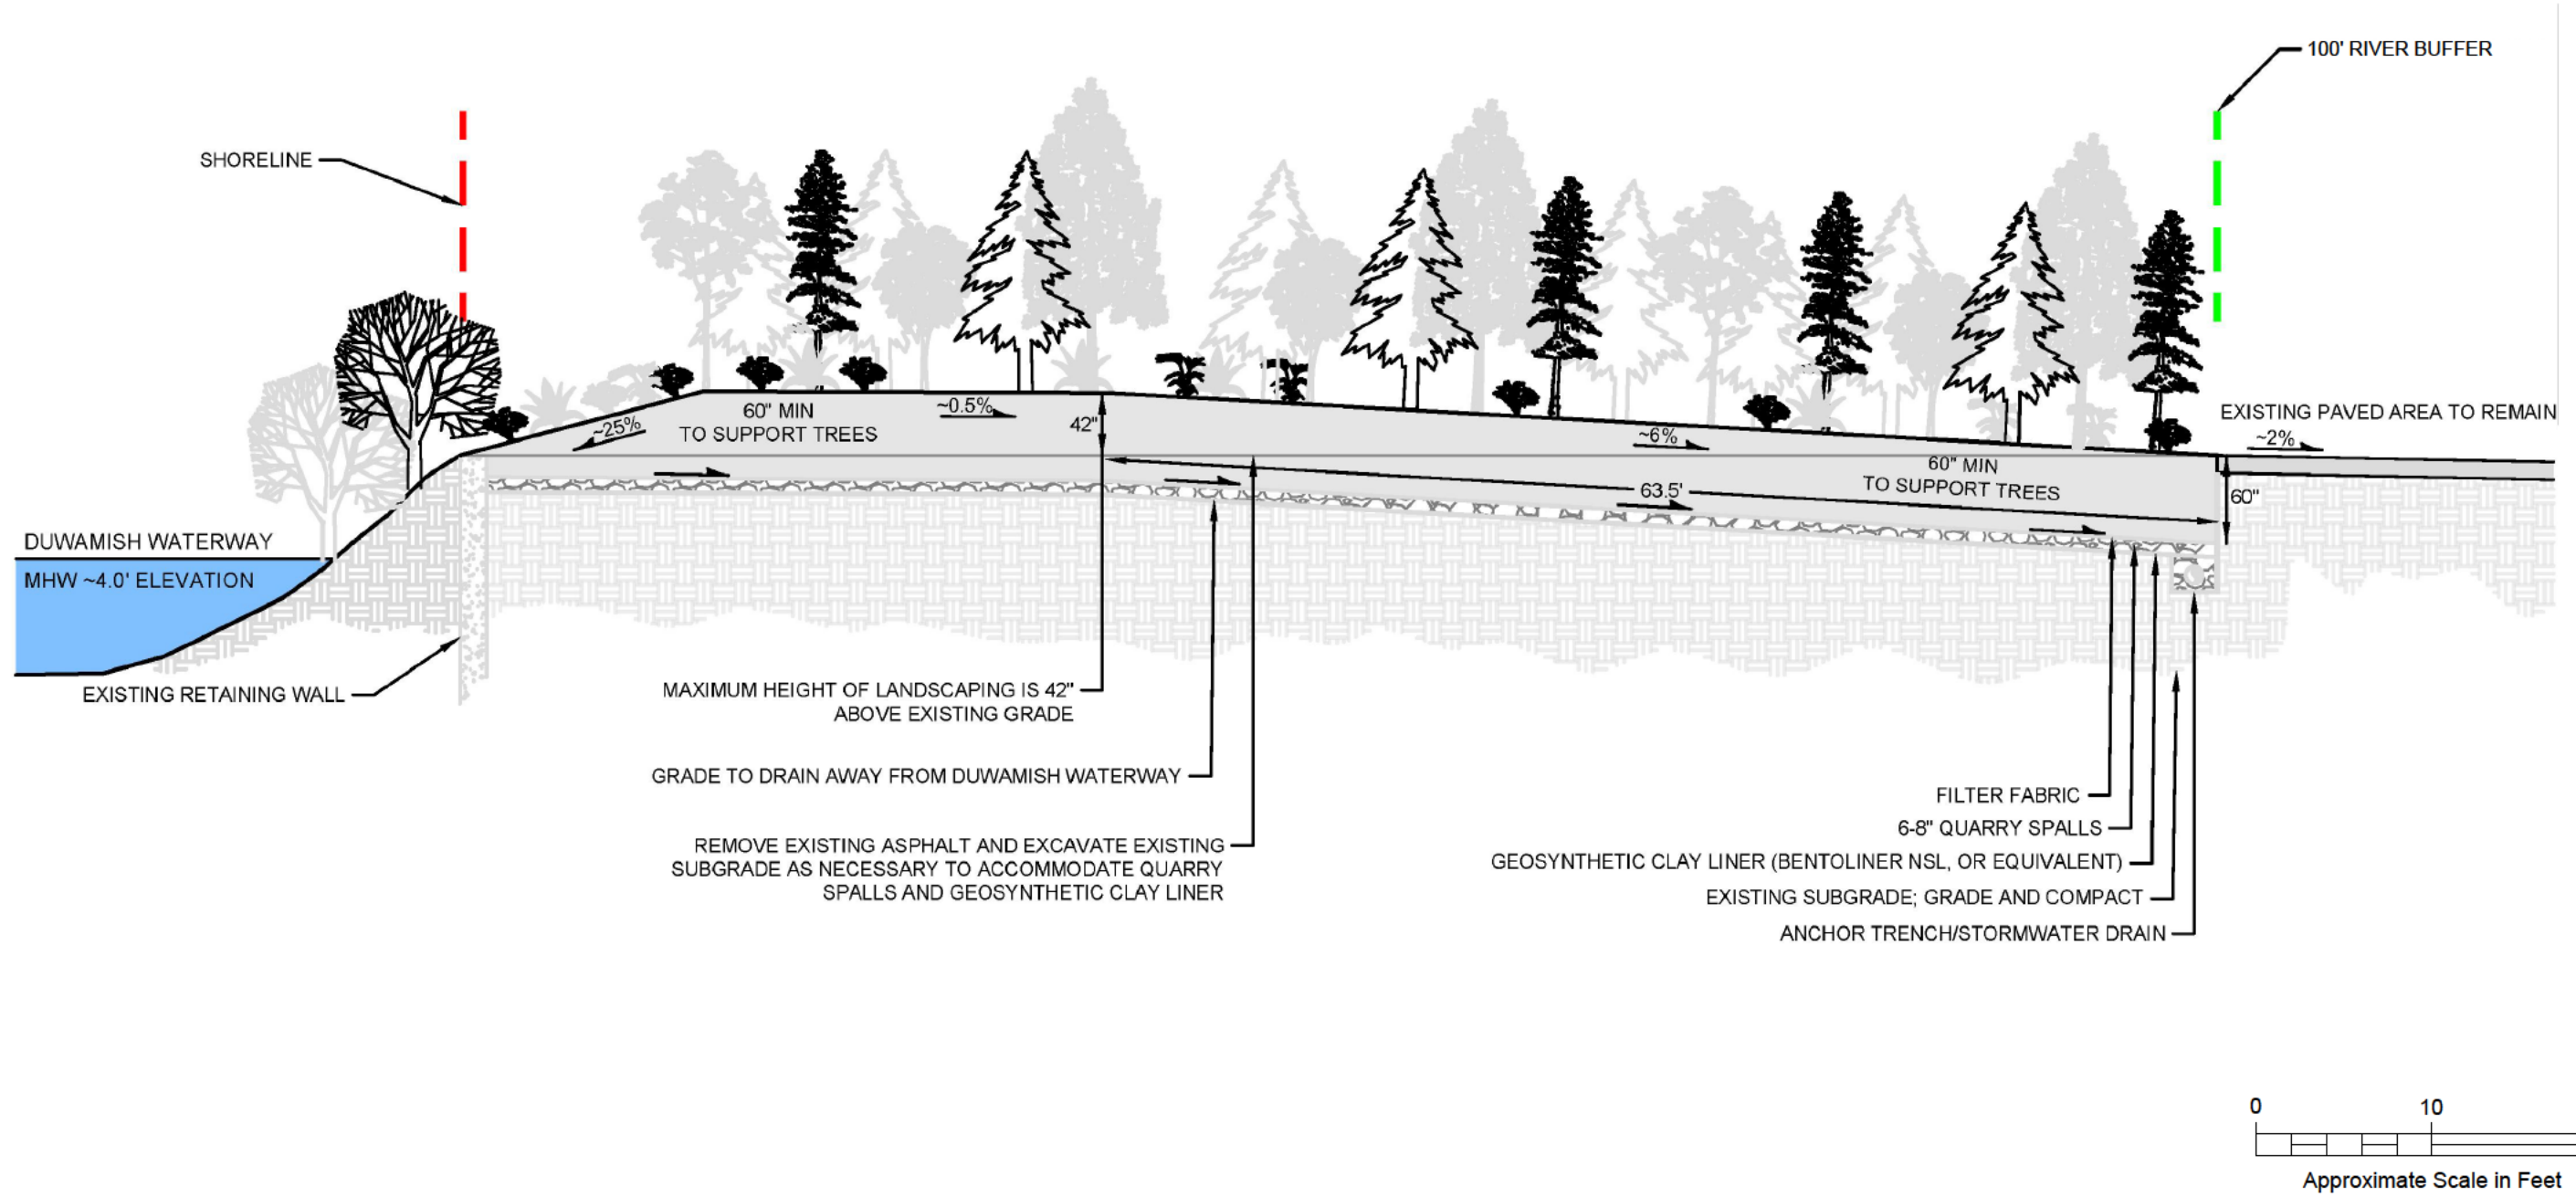 100' RIVER BUFFER
SHORELINE
~25%
60" MIN
TO SUPPORT TREES
~0.5%
42"
~6%
EXISTING PAVED AREA TO REMAIN
~2%
60" MIN
TO SUPPORT TREES
63.5'
60"
DUWAMISH WATERWAY
MHW ~4.0' ELEVATION
EXISTING RETAINING WALL
MAXIMUM HEIGHT OF LANDSCAPING IS 42"
ABOVE EXISTING GRADE
GRADE TO DRAIN AWAY FROM DUWAMISH WATERWAY
REMOVE EXISTING ASPHALT AND EXCAVATE EXISTING
SUBGRADE AS NECESSARY TO ACCOMMODATE QUARRY
SPALLS AND GEOSYNTHETIC CLAY LINER
FILTER FABRIC
6-8" QUARRY SPALLS
GEOSYNTHETIC CLAY LINER (BENTOLINER NSL, OR EQUIVALENT)
EXISTING SUBGRADE; GRADE AND COMPACT
ANCHOR TRENCH/STORMWATER DRAIN
0 10
Approximate Scale in Feet